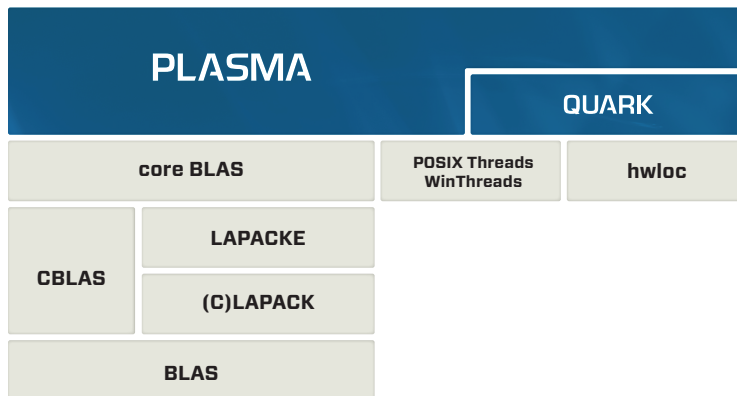 PLASMA
QUARK
core BLAS
POSIX Threads
WinThreads
hwloc
CBLAS
LAPACKE
(C)LAPACK
BLAS